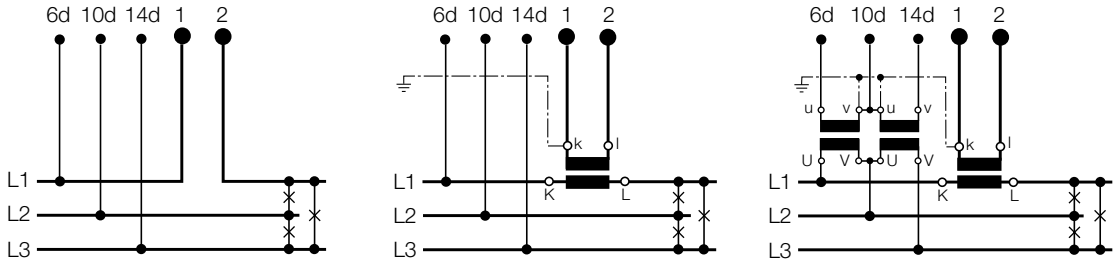 6d 10d 14d 1 2
L1
L2
L3
6d 10d 14d 1 2
k l
L1
K L
L2
L3
6d 10d 14d 1 2
u v u v
k l
U V U V
L1
K L
L2
L3